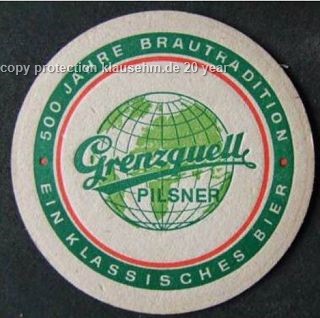 500 JAHRE BRAUTRADITION
copy protection klausehm.de 20 year
Grenzquell
PILSNER
EIN KLASSISCHES BIER